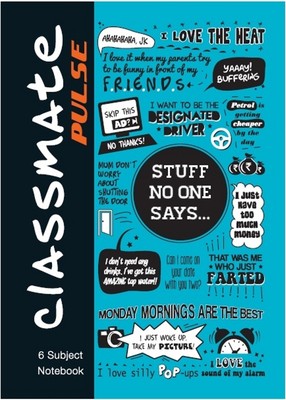 classmate
PULSE
6 Subject
Notebook
AHAHAHAHA, JK
I LOVE THE HEAT
I love it when my parents try
to be funny in front of my
F.R.I.E.N.D.S
YAAAY!
BUFFERING
SKIP THIS
AD?
NO THANKS!
I WANT TO BE THE
DESIGNATED
DRIVER
Petrol is
getting
cheaper
by the
day
MUM DON'T
WORRY
ABOUT
SHUTTING
THE DOOR
STUFF
NO ONE
SAYS...
I JUST
HAVE
TOO
MUCH
MONEY
I don't need any
drinks. I've got this
AMAZING tap water!!
Can I come
on your
date
with you two?
THAT WAS ME
WHO JUST
FARTED
MONDAY MORNINGS ARE THE BEST
I JUST WOKE UP,
TAKE MY PICTURE!
I love silly POP-ups
I LOVE the
sound of my alarm